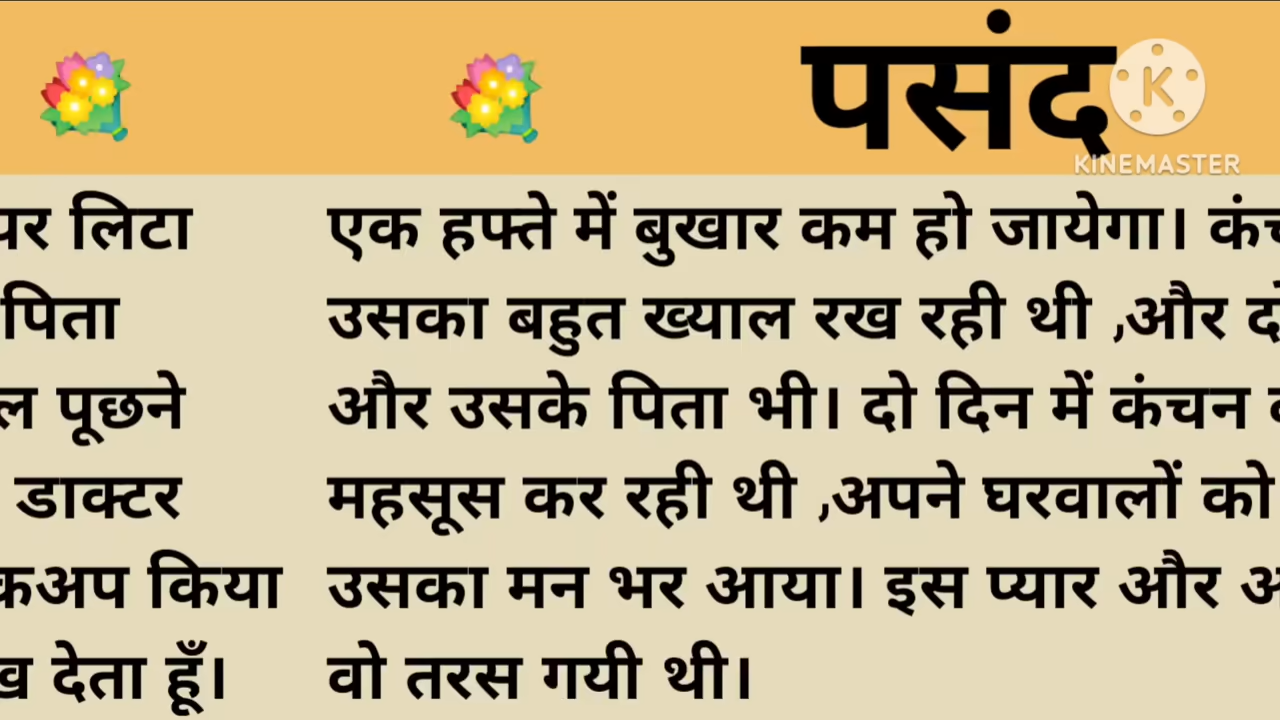 पसंद
KINEMASTER
पर लिटा
पिता
पूछने
डाक्टर
किया
देता हूँ।
एक हफ्ते में बुखार कम हो जायेगा।
उसका बहुत ख्याल रख रही थी ,और
और उसके पिता भी। दो दिन में कंचन
महसूस कर रही थी ,अपने घरवालों को
उसका मन भर आया। इस प्यार और
वो तरस गयी थी।